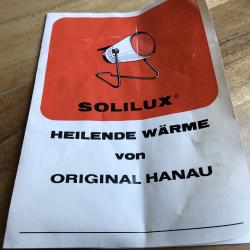 SOLILUX®
HEILENDE WÄRME
von
ORIGINAL HANAU